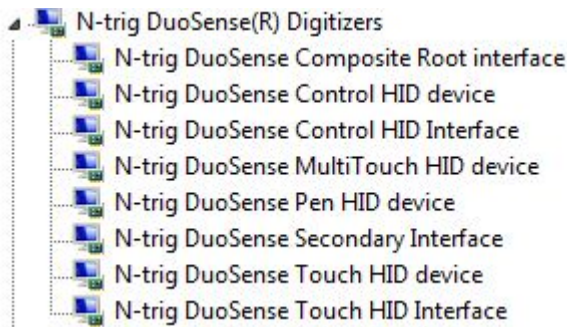 N-trig DuoSense(R) Digitizers
N-trig DuoSense Composite Root interface
N-trig DuoSense Control HID device
N-trig DuoSense Control HID Interface
N-trig DuoSense MultiTouch HID device
N-trig DuoSense Pen HID device
N-trig DuoSense Secondary Interface
N-trig DuoSense Touch HID device
N-trig DuoSense Touch HID Interface